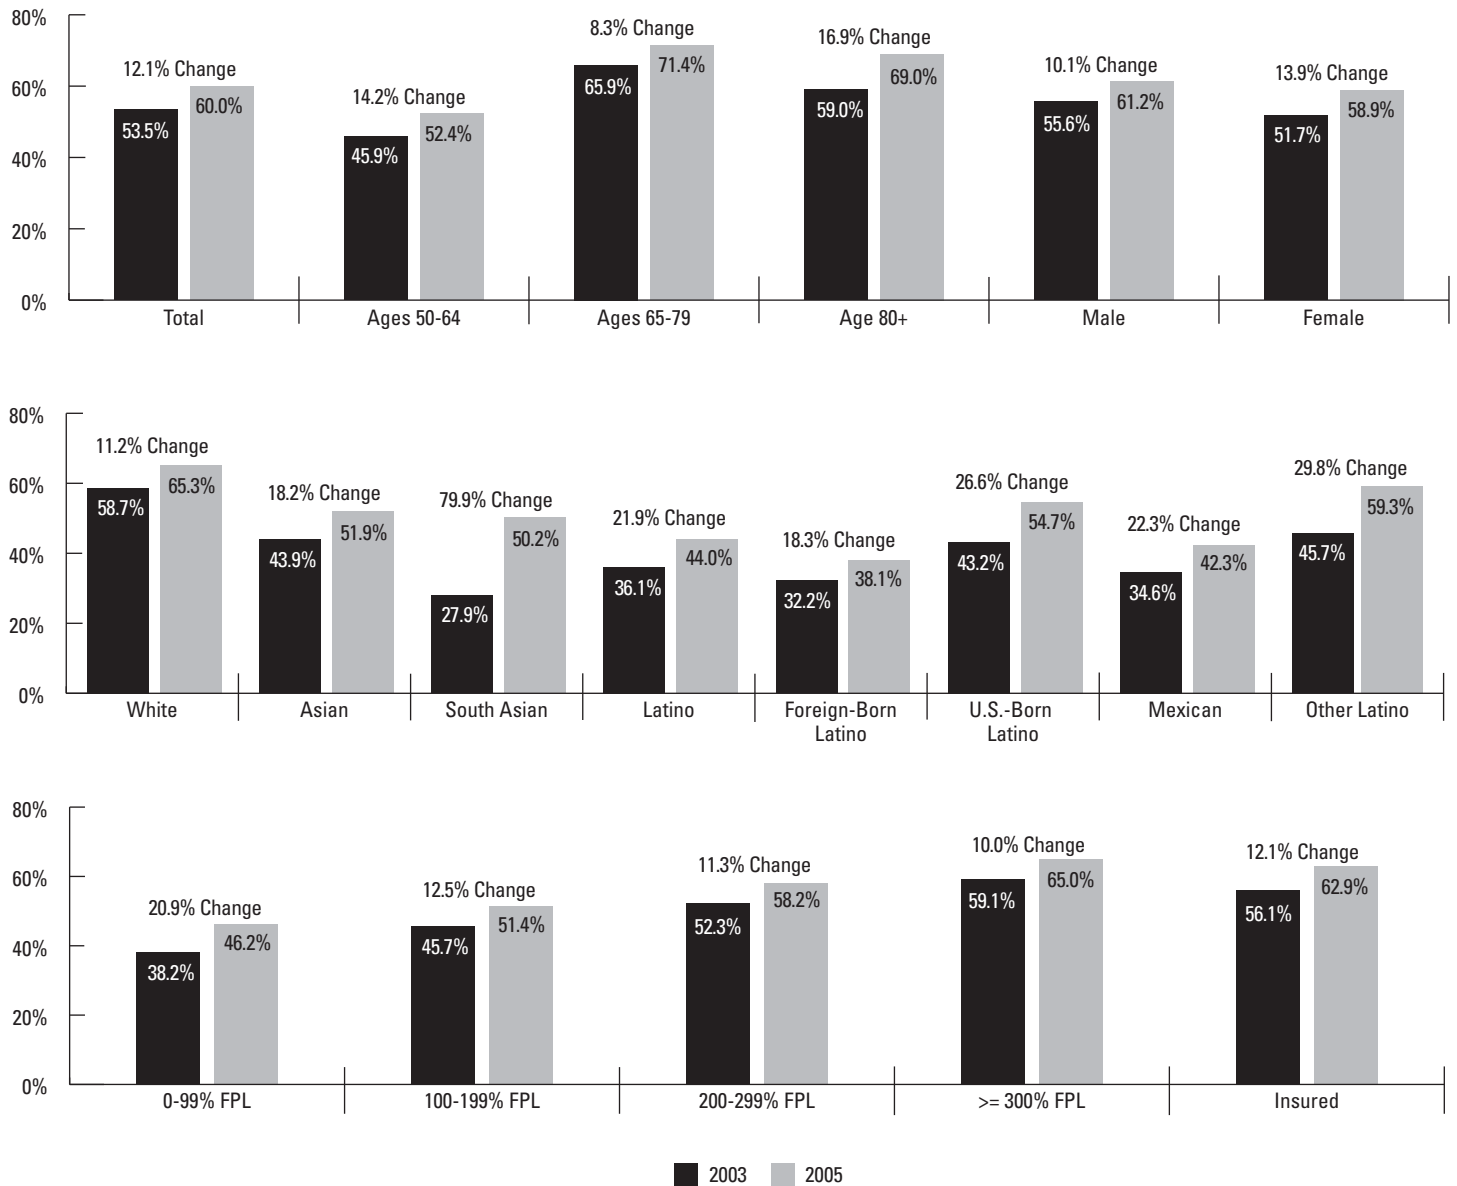 80%
60%
40%
20%
0%
12.1% Change
53.5%
60.0%
Total
14.2% Change
45.9%
52.4%
Ages 50-64
8.3% Change
65.9%
71.4%
Ages 65-79
16.9% Change
59.0%
69.0%
Age 80+
10.1% Change
55.6%
61.2%
Male
13.9% Change
51.7%
58.9%
Female
80%
60%
40%
20%
0%
11.2% Change
58.7%
65.3%
White
18.2% Change
43.9%
51.9%
Asian
79.9% Change
27.9%
50.2%
South Asian
21.9% Change
36.1%
44.0%
Latino
18.3% Change
32.2%
38.1%
Foreign-Born
Latino
26.6% Change
43.2%
54.7%
U.S.-Born
Latino
22.3% Change
34.6%
42.3%
Mexican
29.8% Change
45.7%
59.3%
Other Latino
80%
60%
40%
20%
0%
20.9% Change
38.2%
46.2%
0-99% FPL
12.5% Change
45.7%
51.4%
100-199% FPL
11.3% Change
52.3%
58.2%
200-299% FPL
10.0% Change
59.1%
65.0%
>= 300% FPL
12.1% Change
56.1%
62.9%
Insured
2003
2005